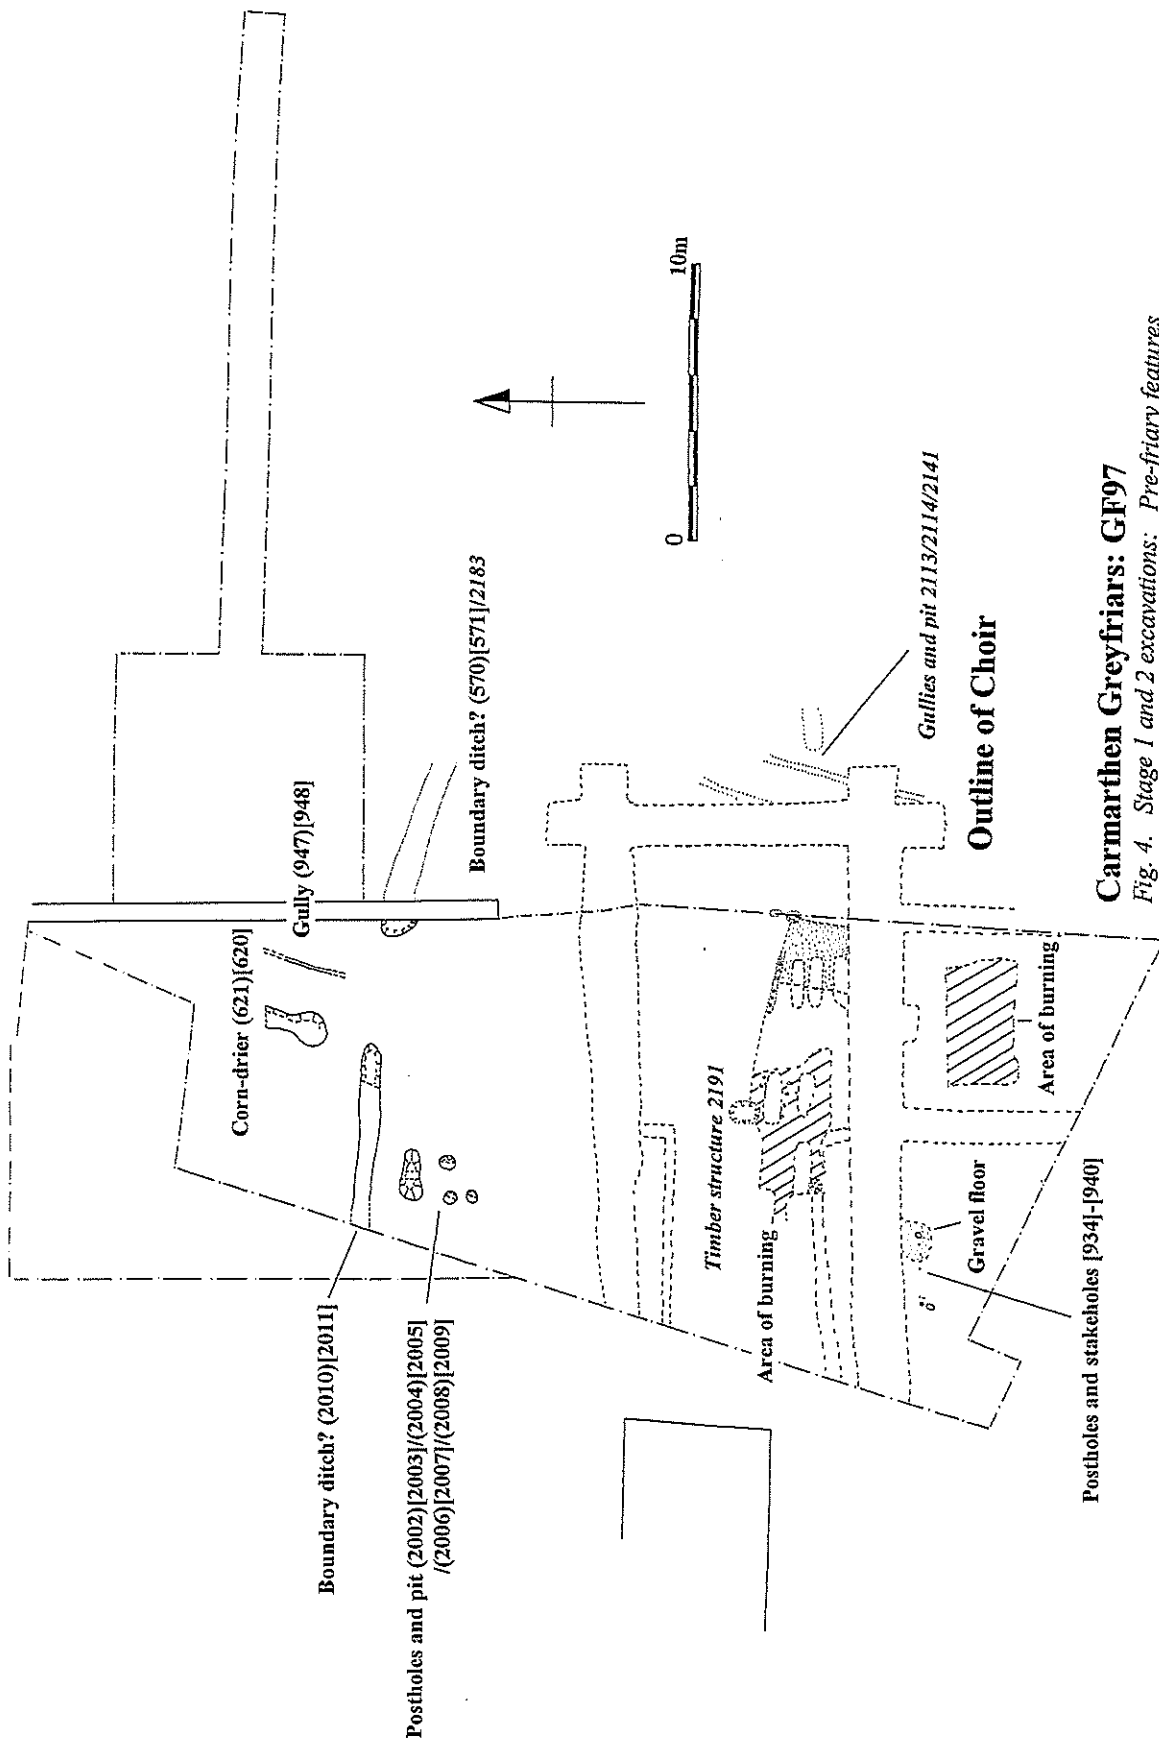 Corn-drier (621)[620]
Gully (947)[948]
Boundary ditch? (2010)[2011]
Boundary ditch? (570)[571]/2183
Postholes and pit (2002)[2003]/(2004)[2005]
/(2006)[2007]/(2008)[2009]
0
10m
Timber structure 2191
Area of burning
Gravel floor
Area of burning
Postholes and stakeholes [934]-[940]
Gullies and pit 2113/2114/2141
Outline of Choir
Carmarthen Greyfriars: GF97
Fig. 4. Stage 1 and 2 excavations: Pre-friary features